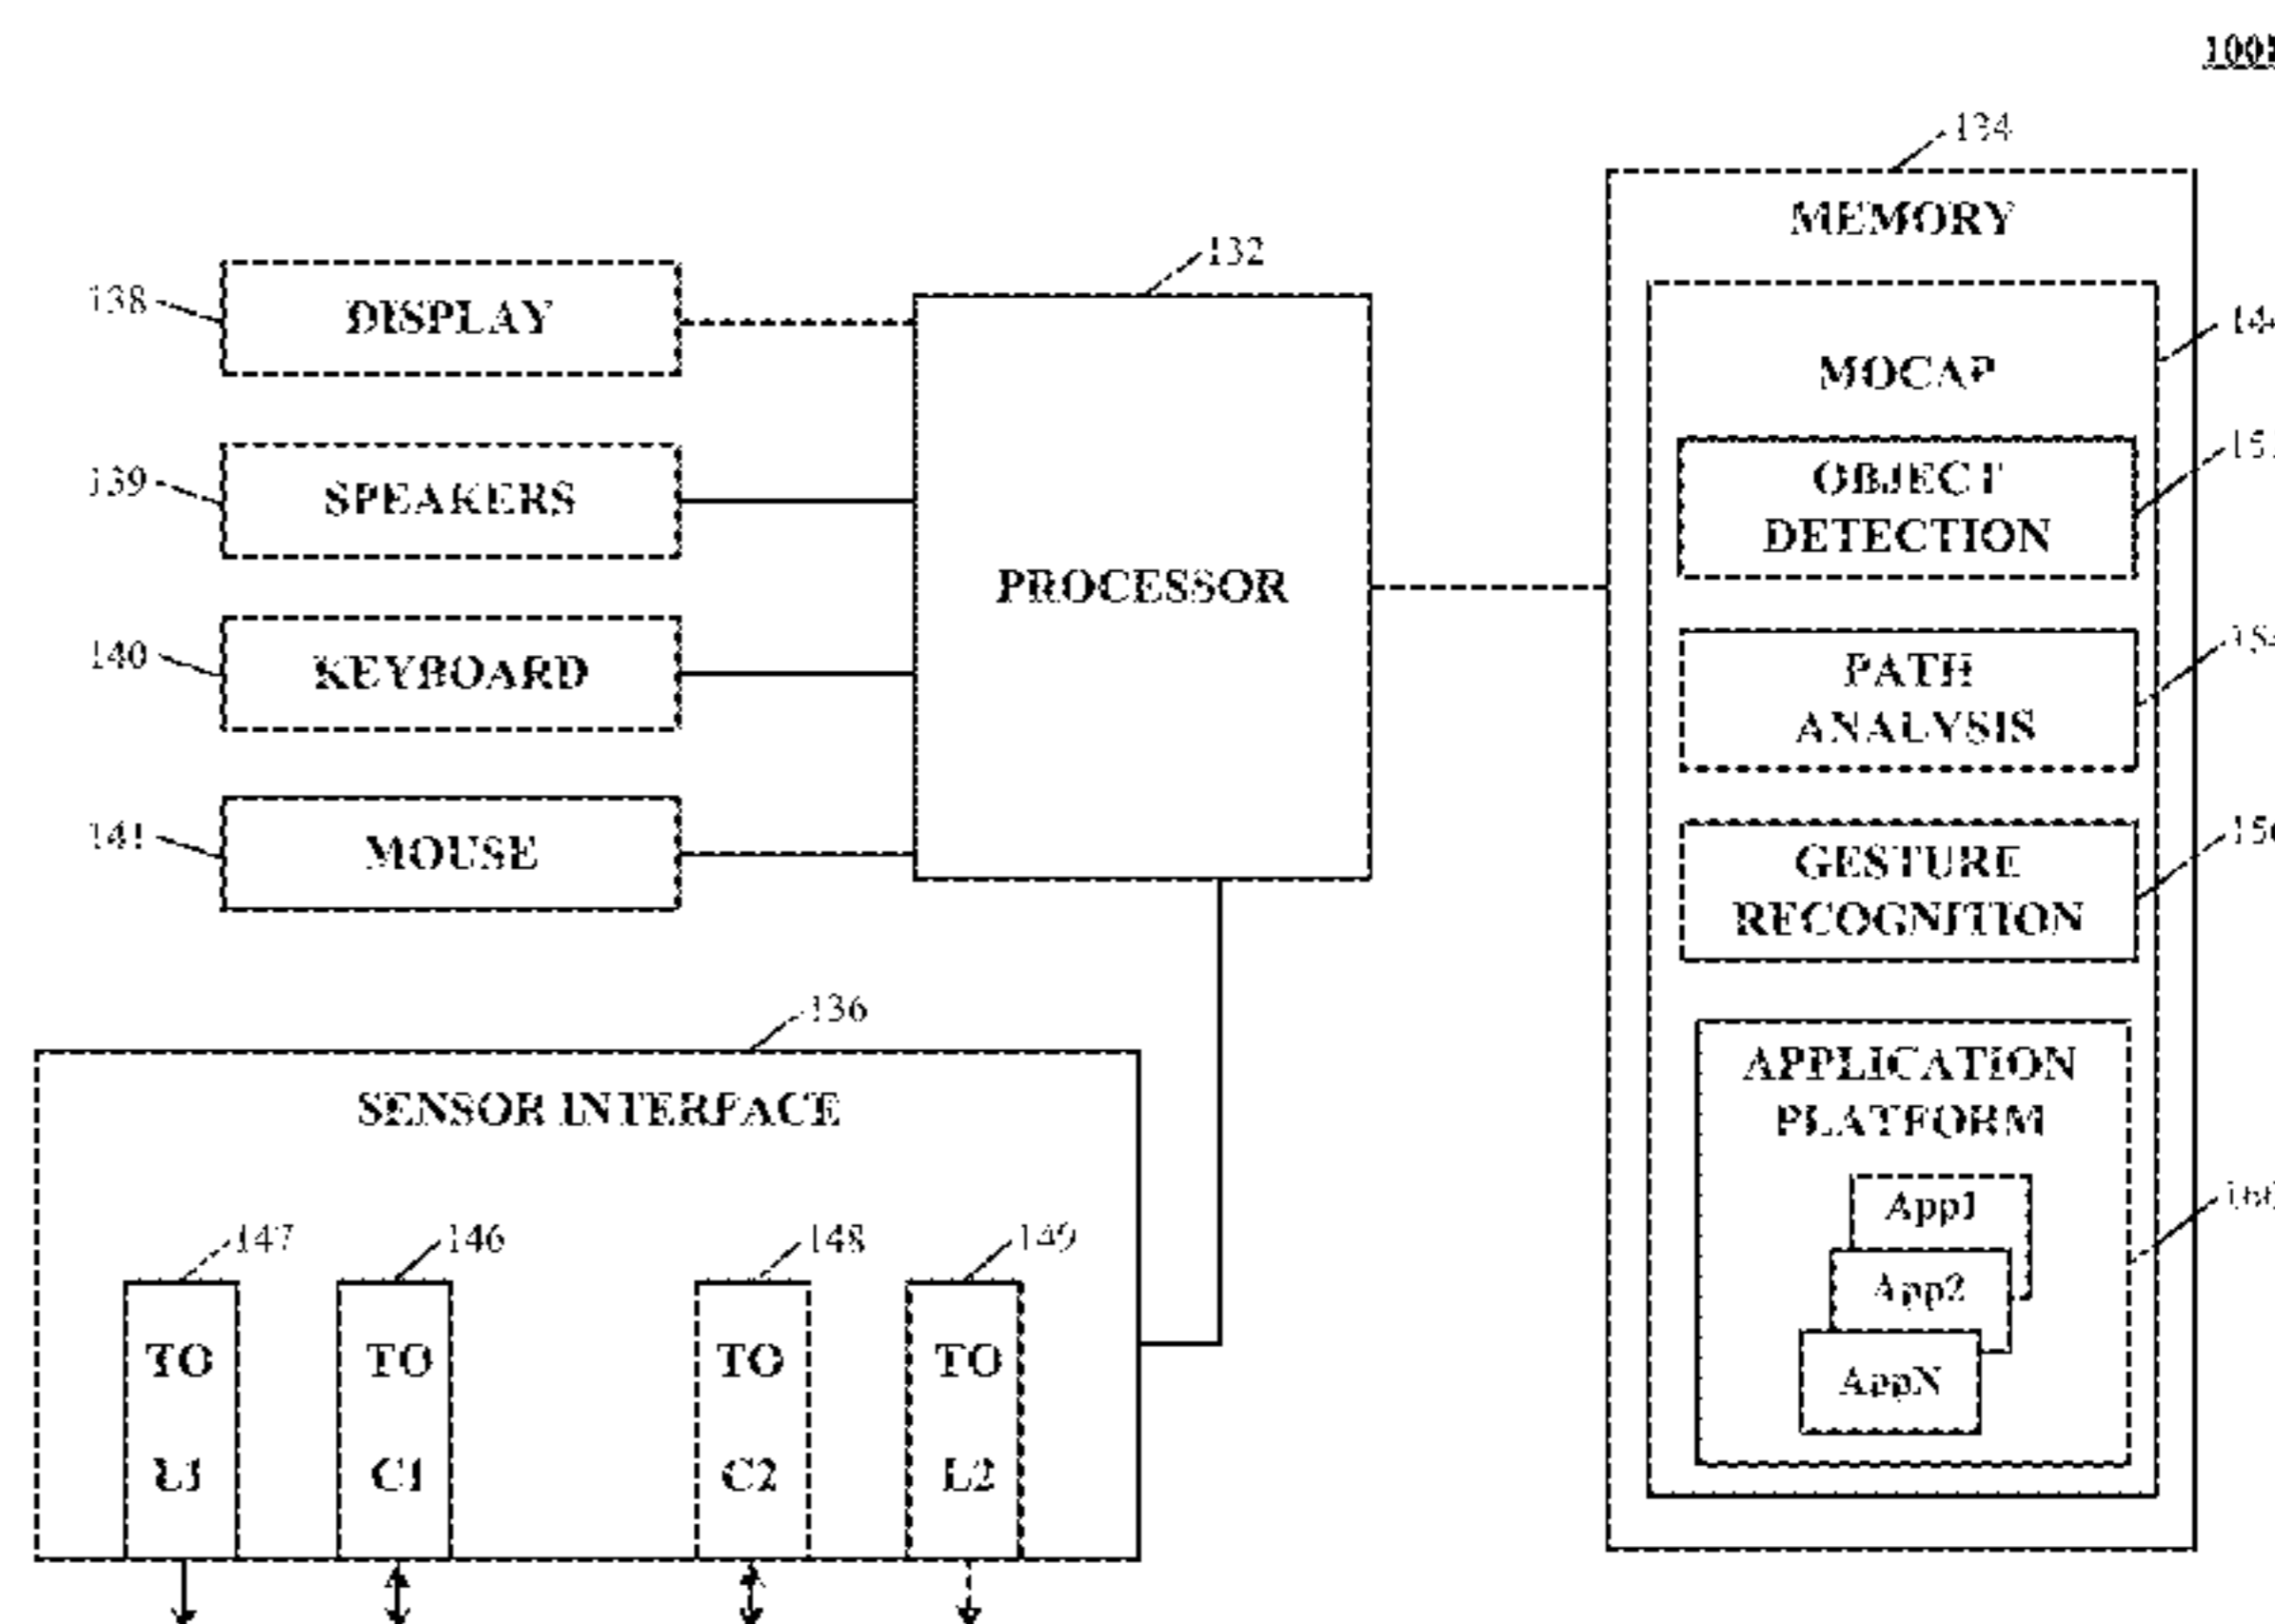 134
MEMORY
132
138
DISPLAY
MOCAP
139
SPEAKERS
OBJECT
DETECTION
PROCESSOR
140
KEYBOARD
PATH
ANALYSIS
141
MOUSE
GESTURE
RECOGNITION
136
SENSOR INTERFACE
APPLICATION
PLATFORM
147
146
148
149
App1
App2
AppN
TO
L1
TO
C1
TO
C2
TO
L2